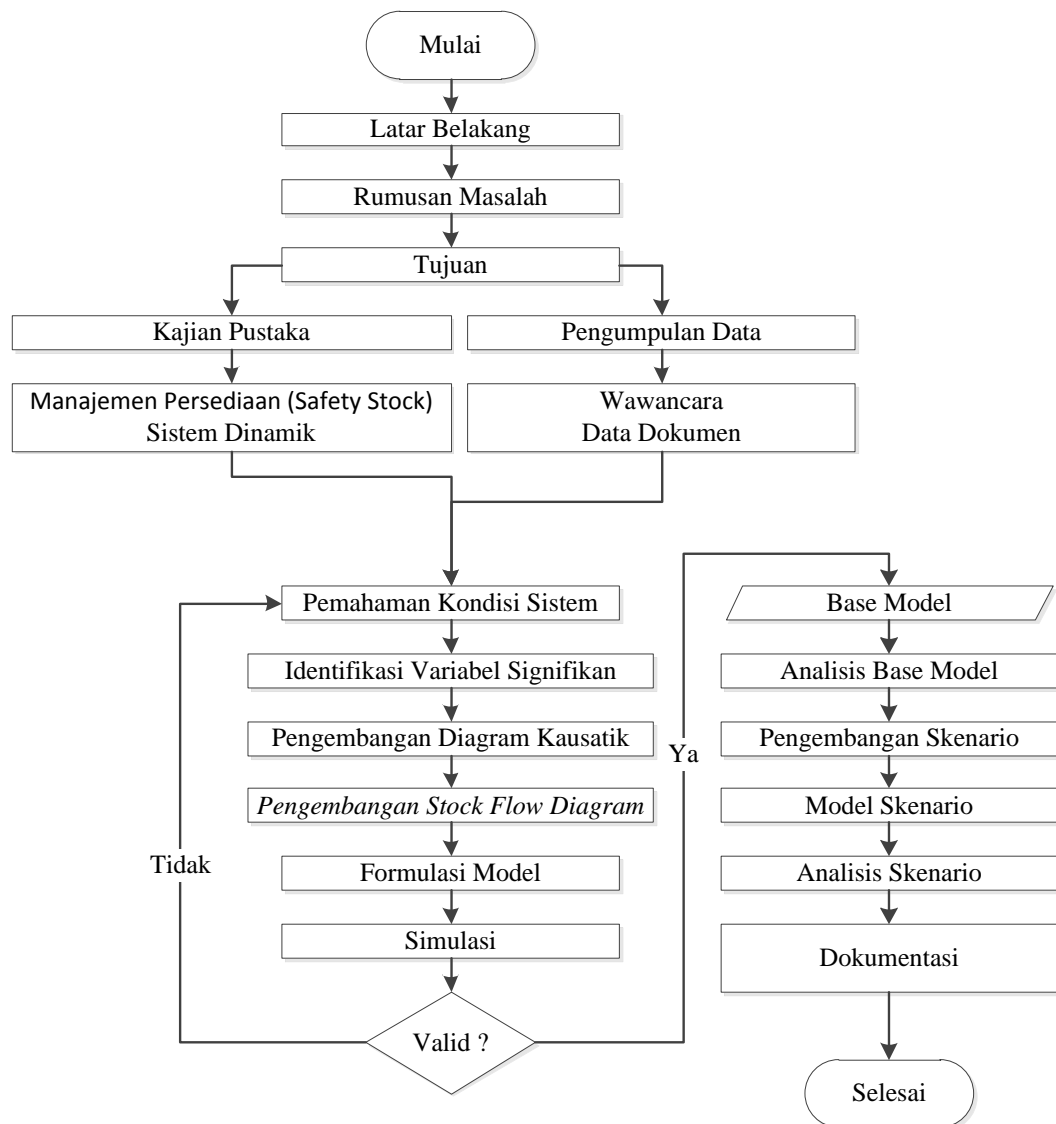 Mulai
Latar Belakang
Rumusan Masalah
Tujuan
Kajian Pustaka
Pengumpulan Data
Manajemen Persediaan (Safety Stock)
Sistem Dinamik
Wawancara
Data Dokumen
Pemahaman Kondisi Sistem
Identifikasi Variabel Signifikan
Pengembangan Diagram Kausatik
Pengembangan Stock Flow Diagram
Formulasi Model
Simulasi
Valid ?
Tidak
Ya
Base Model
Analisis Base Model
Pengembangan Skenario
Model Skenario
Analisis Skenario
Dokumentasi
Selesai